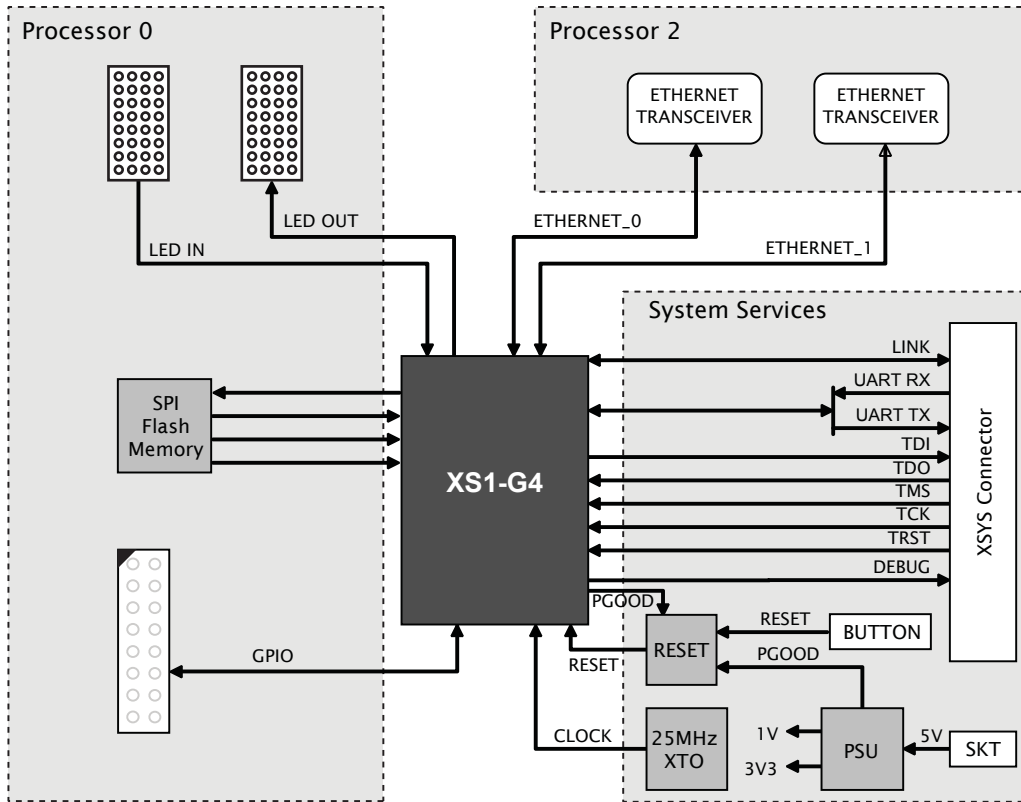 Processor 0
Processor 2
ETHERNET
TRANSCEIVER
ETHERNET
TRANSCEIVER
LED OUT
LED IN
ETHERNET_0
ETHERNET_1
System Services
SPI
Flash
Memory
XS1-G4
LINK
UART RX
UART TX
TDI
TDO
TMS
TCK
TRST
DEBUG
XSYS Connector
PGOOD
RESET
RESET
BUTTON
RESET
PGOOD
GPIO
CLOCK
25MHz
XTO
1V
3V3
PSU
5V
SKT